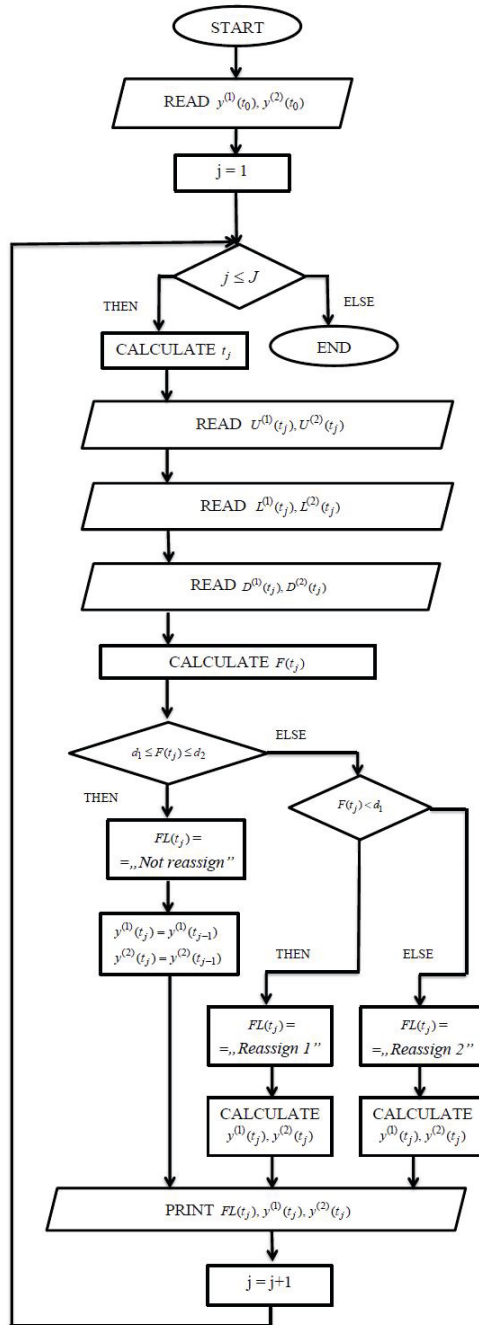 START
READ y⁽¹⁾(t₀), y⁽²⁾(t₀)
j = 1
j ≤ J
THEN
ELSE
CALCULATE tⱼ
END
READ U⁽¹⁾(tⱼ), U⁽²⁾(tⱼ)
READ L⁽¹⁾(tⱼ), L⁽²⁾(tⱼ)
READ D⁽¹⁾(tⱼ), D⁽²⁾(tⱼ)
CALCULATE F(tⱼ)
d₁ ≤ F(tⱼ) ≤ d₂
ELSE
THEN
F(tⱼ) < d₁
FL(tⱼ) =
=„Not reassign”
y⁽¹⁾(tⱼ) = y⁽¹⁾(tⱼ₋₁)
y⁽²⁾(tⱼ) = y⁽²⁾(tⱼ₋₁)
THEN
ELSE
FL(tⱼ) =
=„Reassign 1”
FL(tⱼ) =
=„Reassign 2”
CALCULATE
y⁽¹⁾(tⱼ), y⁽²⁾(tⱼ)
CALCULATE
y⁽¹⁾(tⱼ), y⁽²⁾(tⱼ)
PRINT FL(tⱼ), y⁽¹⁾(tⱼ), y⁽²⁾(tⱼ)
j = j+1